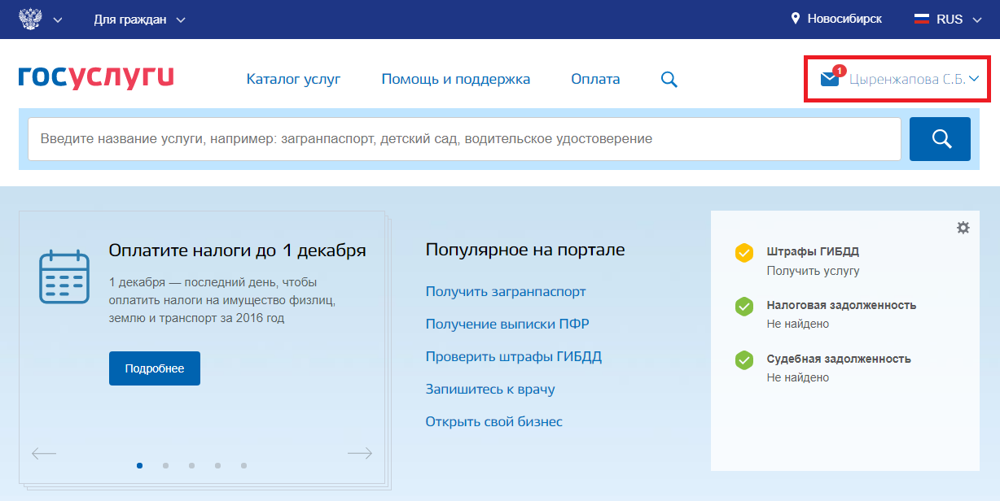 Для граждан
Новосибирск
RUS
госуслуги
Каталог услуг
Помощь и поддержка
Оплата
1
Цыренжапова С.Б.
Введите название услуги, например: загранпаспорт, детский сад, водительское удостоверение
Оплатите налоги до 1 декабря
1 декабря — последний день, чтобы
оплатить налоги на имущество физлиц,
землю и транспорт за 2016 год
Подробнее
Популярное на портале
Получить загранпаспорт
Получение выписки ПФР
Проверить штрафы ГИБДД
Запишитесь к врачу
Открыть свой бизнес
Штрафы ГИБДД
Получить услугу
Налоговая задолженность
Не найдено
Судебная задолженность
Не найдено